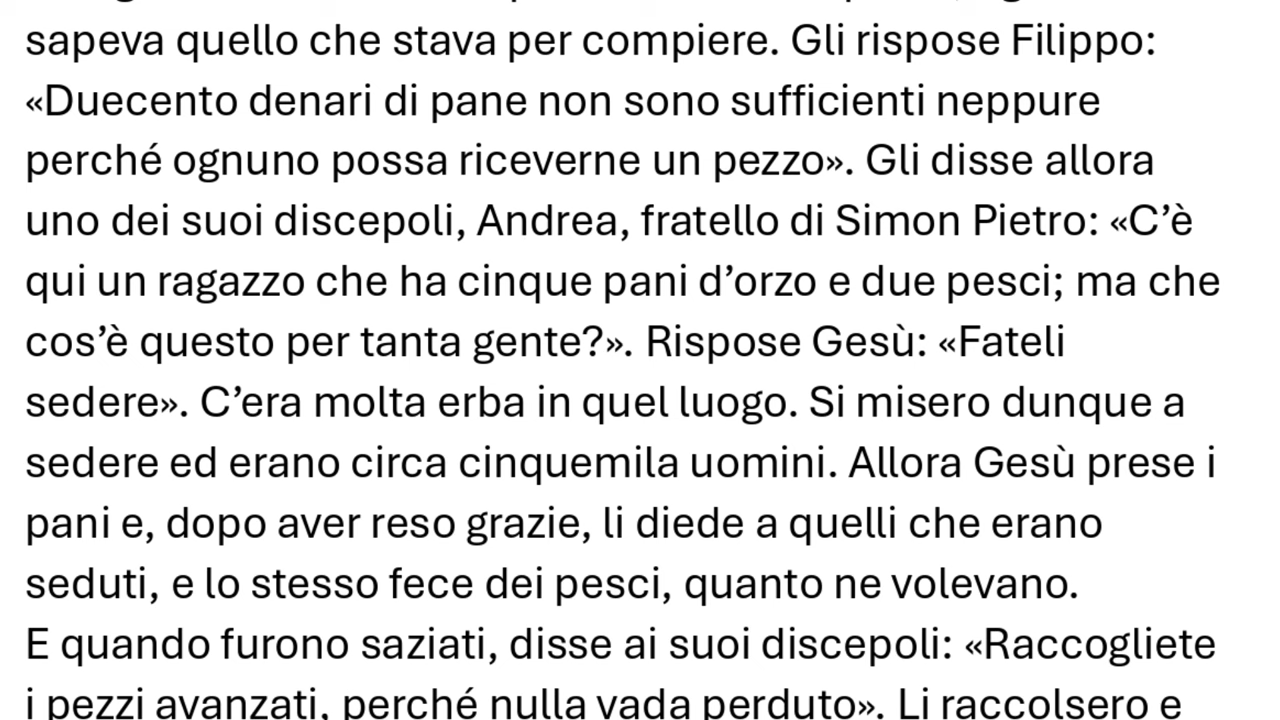 sapeva quello che stava per compiere. Gli rispose Filippo:
«Duecento denari di pane non sono sufficienti neppure
perché ognuno possa riceverne un pezzo». Gli disse allora
uno dei suoi discepoli, Andrea, fratello di Simon Pietro: «C’è
qui un ragazzo che ha cinque pani d’orzo e due pesci; ma che
cos’è questo per tanta gente?». Rispose Gesù: «Fateli
sedere». C’era molta erba in quel luogo. Si misero dunque a
sedere ed erano circa cinquemila uomini. Allora Gesù prese i
pani e, dopo aver reso grazie, li diede a quelli che erano
seduti, e lo stesso fece dei pesci, quanto ne volevano.
E quando furono saziati, disse ai suoi discepoli: «Raccogliete
i pezzi avanzati, perché nulla vada perduto». Li raccolsero e